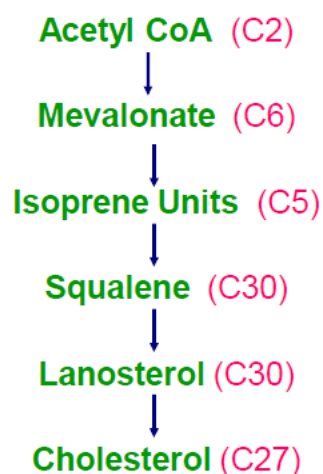 Acetyl CoA (C2)
Mevalonate (C6)
Isoprene Units (C5)
Squalene (C30)
Lanosterol (C30)
Cholesterol (C27)